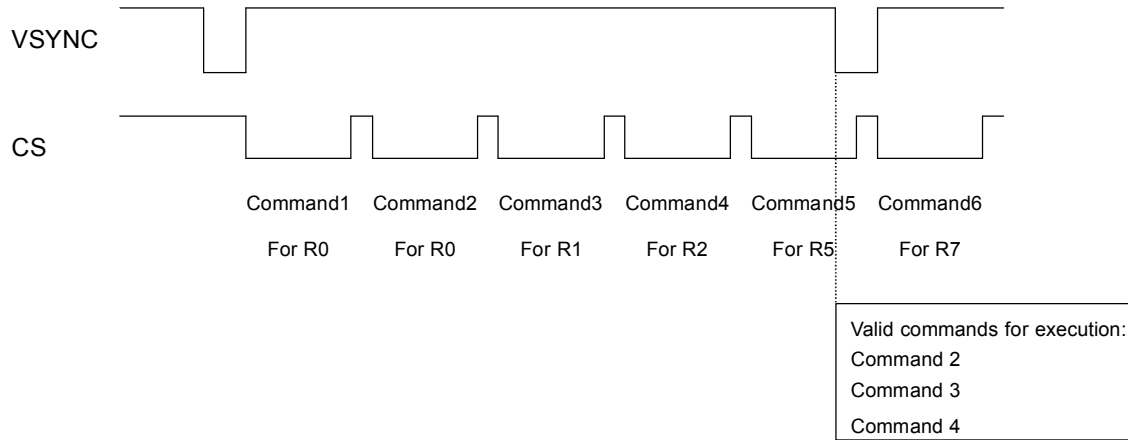 VSYNC
CS
Command1 Command2 Command3 Command4 Command5 Command6
For R0 For R0 For R1 For R2 For R5 For R7
Valid commands for execution:
Command 2
Command 3
Command 4